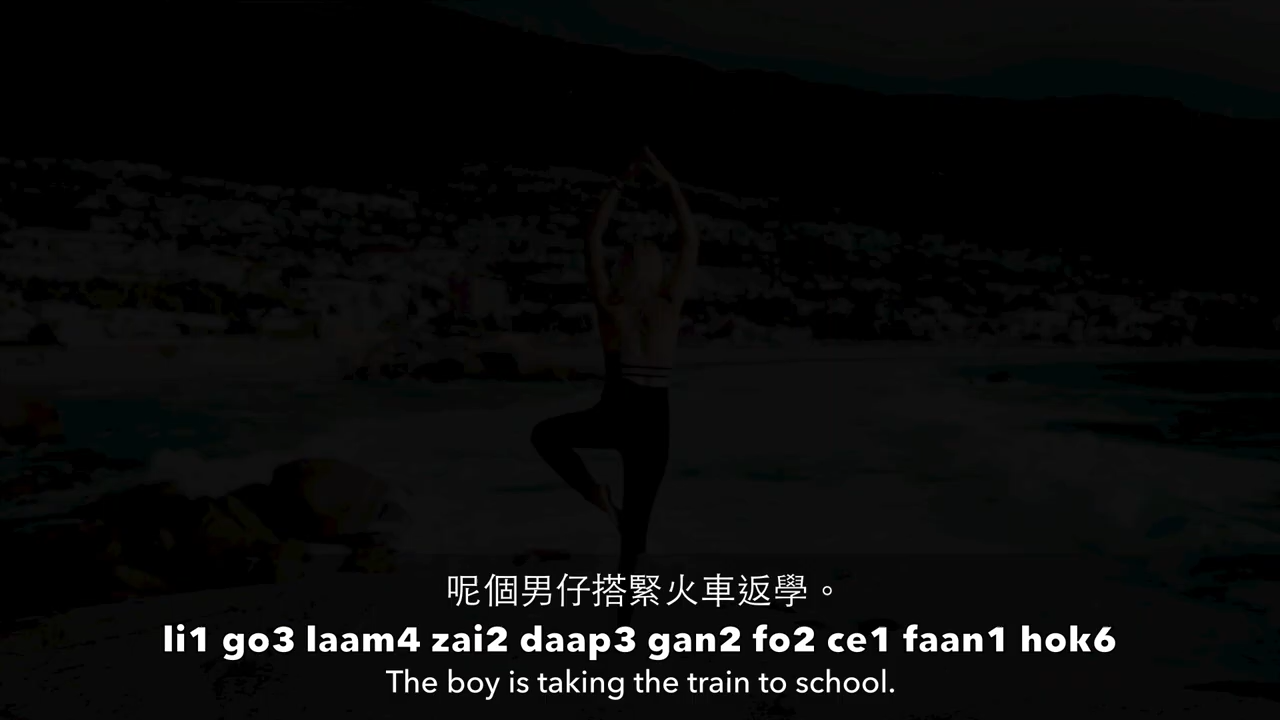 呢個男仔搭緊火車返學。
li1 go3 laam4 zai2 daap3 gan2 fo2 ce1 faan1 hok6
The boy is taking the train to school.